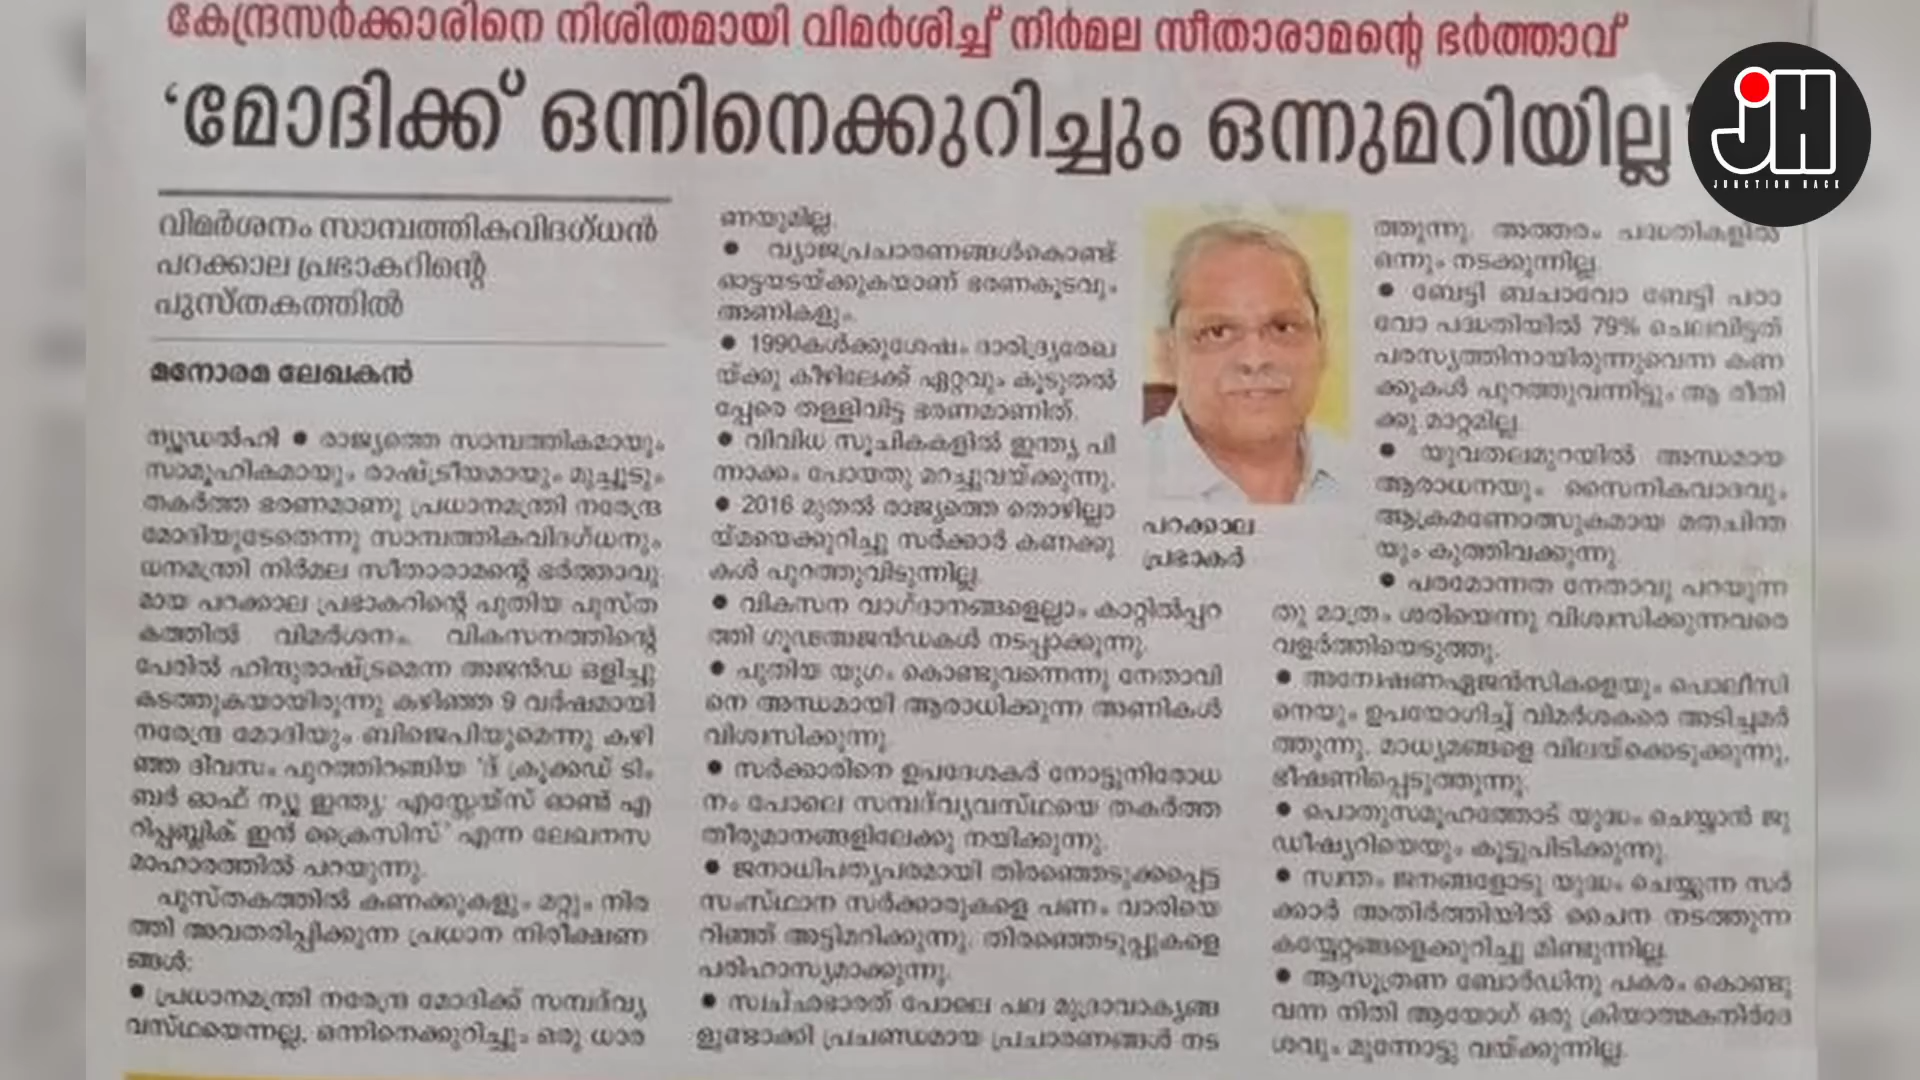 കേന്ദ്രസർക്കാരിനെ നിശിതമായി വിമർശിച്ച് നിർമല സീതാരാമന്റെ ഭർത്താവ്
‘മോദിക്ക് ഒന്നിനെക്കുറിച്ചും ഒന്നുമറിയില്ല’
JH
JUNCTION HACK
വിമർശനം സാമ്പത്തികവിദഗ്ധൻ
പറക്കാല പ്രഭാകറിന്റെ
പുസ്തകത്തിൽ
മനോരമ ലേഖകൻ
ന്യൂഡൽഹി ● രാജ്യത്തെ സാമ്പത്തികമായും
സാമൂഹികമായും രാഷ്ട്രീയമായും മുച്ചൂടും
തകർത്ത ഭരണമാണു പ്രധാനമന്ത്രി നരേന്ദ്ര
മോദിയുടേതെന്നു സാമ്പത്തികവിദഗ്ധനും
ധനമന്ത്രി നിർമല സീതാരാമന്റെ ഭർത്താവു
മായ പറക്കാല പ്രഭാകറിന്റെ പുതിയ പുസ്ത
കത്തിൽ വിമർശനം. വികസനത്തിന്റെ
പേരിൽ ഹിന്ദുരാഷ്ട്രമെന്ന അജൻഡ ഒളിച്ചു
കടത്തുകയായിരുന്നു കഴിഞ്ഞ 9 വർഷമായി
നരേന്ദ്ര മോദിയും ബിജെപിയുമെന്നു കഴി
ഞ്ഞ ദിവസം പുറത്തിറങ്ങിയ ‘ദ് ക്രൂക്കഡ് ടിം
ബർ ഓഫ് ന്യൂ ഇന്ത്യ: എസ്സേയ്സ് ഓൺ എ
റിപ്പബ്ലിക് ഇൻ ക്രൈസിസ്’ എന്ന ലേഖനസ
മാഹാരത്തിൽ പറയുന്നു.
പുസ്തകത്തിൽ കണക്കുകളും മറ്റും നിര
ത്തി അവതരിപ്പിക്കുന്ന പ്രധാന നിരീക്ഷണ
ങ്ങൾ:
● പ്രധാനമന്ത്രി നരേന്ദ്ര മോദിക്ക് സമ്പദ്‌വ്യ
വസ്ഥയെന്നല്ല, ഒന്നിനെക്കുറിച്ചും ഒരു ധാര
ണയുമില്ല.
● വ്യാജപ്രചാരണങ്ങൾകൊണ്ട്
ഓട്ടയടയ്ക്കുകയാണ് ഭരണകൂടവും
അണികളും.
● 1990കൾക്കുശേഷം ദാരിദ്ര്യരേഖ
യ്ക്കു കീഴിലേക്ക് ഏറ്റവും കൂടുതൽ
പ്പേരെ തള്ളിവിട്ട ഭരണമാണിത്.
● വിവിധ സൂചികകളിൽ ഇന്ത്യ പി
ന്നാക്കം പോയതു മറച്ചുവയ്ക്കുന്നു.
● 2016 മുതൽ രാജ്യത്തെ തൊഴില്ലാ
യ്മയെക്കുറിച്ചു സർക്കാർ കണക്കു
കൾ പുറത്തുവിടുന്നില്ല.
● വികസന വാഗ്ദാനങ്ങളെല്ലാം കാറ്റിൽപ്പറ
ത്തി ഗൂഢഅജൻഡകൾ നടപ്പാക്കുന്നു.
● പുതിയ യുഗം കൊണ്ടുവന്നെന്നു നേതാവി
നെ അന്ധമായി ആരാധിക്കുന്ന അണികൾ
വിശ്വസിക്കുന്നു.
● സർക്കാരിനെ ഉപദേശകർ നോട്ടുനിരോധ
നം പോലെ സമ്പദ്‌വ്യവസ്ഥയെ തകർത്ത
തീരുമാനങ്ങളിലേക്കു നയിക്കുന്നു.
● ജനാധിപത്യപരമായി തിരഞ്ഞെടുക്കപ്പെട്ട
സംസ്ഥാന സർക്കാരുകളെ പണം വാരിയെ
റിഞ്ഞ് അട്ടിമറിക്കുന്നു. തിരഞ്ഞെടുപ്പുകളെ
പരിഹാസ്യമാക്കുന്നു.
● സ്വച്ഛഭാരത് പോലെ പല മുദ്രാവാക്യങ്ങ
ളുണ്ടാക്കി പ്രചണ്ഡമായ പ്രചാരണങ്ങൾ നട
പറക്കാല
പ്രഭാകർ
ത്തുന്നു. അത്തരം പദ്ധതികളിൽ
ഒന്നും നടക്കുന്നില്ല.
● ബേട്ടി ബചാവോ ബേട്ടി പഠാ
വോ പദ്ധതിയിൽ 79% ചെലവിട്ടത്
പരസ്യത്തിനായിരുന്നുവെന്ന കണ
ക്കുകൾ പുറത്തുവന്നിട്ടും ആ രീതി
ക്കു മാറ്റമില്ല.
● യുവതലമുറയിൽ അന്ധമായ
ആരാധനയും സൈനികവാദവും
ആക്രമണോത്സുകമായ മതചിന്ത
യും കുത്തിവക്കുന്നു.
● പരമോന്നത നേതാവു പറയുന്ന
തു മാത്രം ശരിയെന്നു വിശ്വസിക്കുന്നവരെ
വളർത്തിയെടുത്തു.
● അന്വേഷണഏജൻസികളെയും പൊലീസി
നെയും ഉപയോഗിച്ച് വിമർശകരെ അടിച്ചമർ
ത്തുന്നു. മാധ്യമങ്ങളെ വിലയ്ക്കെടുക്കുന്നു,
ഭീഷണിപ്പെടുത്തുന്നു.
● പൊതുസമൂഹത്തോട് യുദ്ധം ചെയ്യാൻ ജു
ഡീഷ്യറിയെയും കൂട്ടുപിടിക്കുന്നു.
● സ്വന്തം ജനങ്ങളോടു യുദ്ധം ചെയ്യുന്ന സർ
ക്കാർ അതിർത്തിയിൽ ചൈന നടത്തുന്ന
കയ്യേറ്റങ്ങളെക്കുറിച്ചു മിണ്ടുന്നില്ല.
● ആസൂത്രണ ബോർഡിനു പകരം കൊണ്ടു
വന്ന നിതി ആയോഗ് ഒരു ക്രിയാത്മകനിർദേ
ശവും മുന്നോട്ടു വയ്ക്കുന്നില്ല.